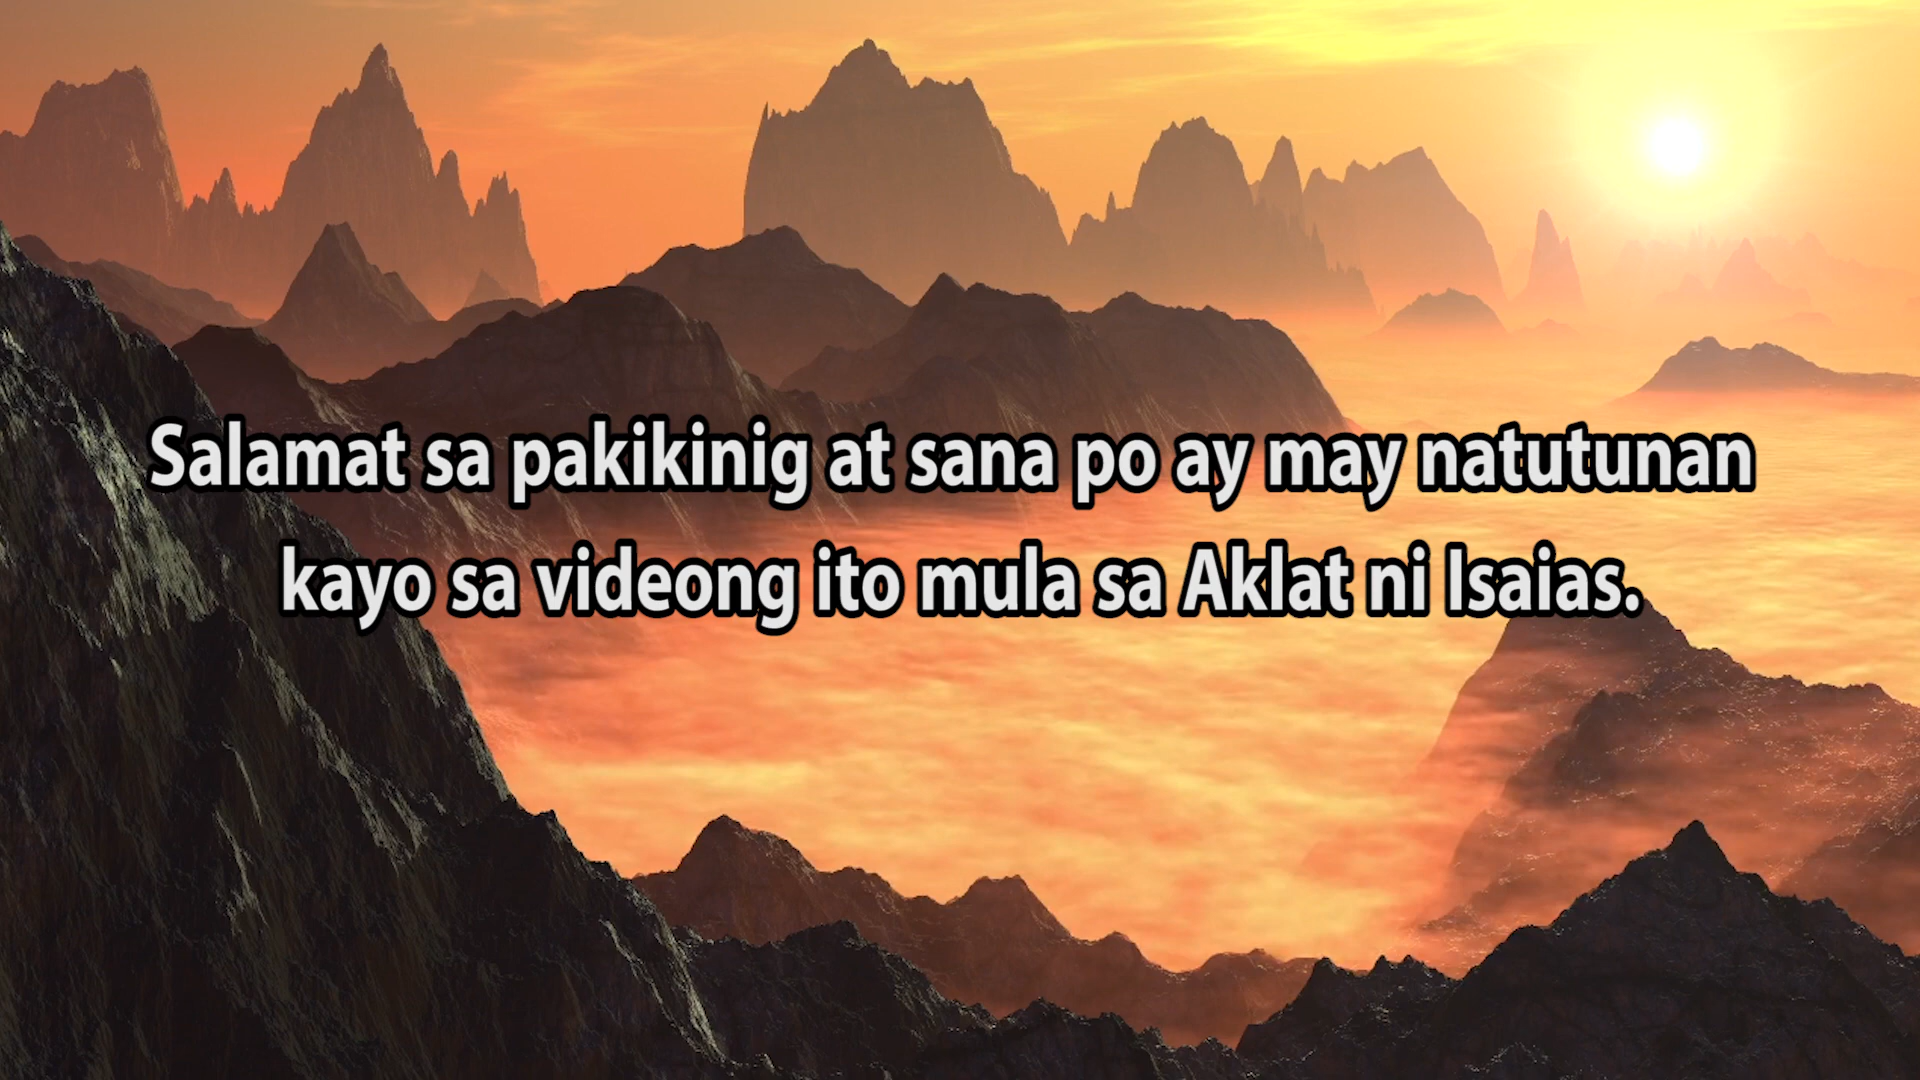 Salamat sa pakikinig at sana po ay may natutunan
kayo sa videong ito mula sa Aklat ni Isaias.